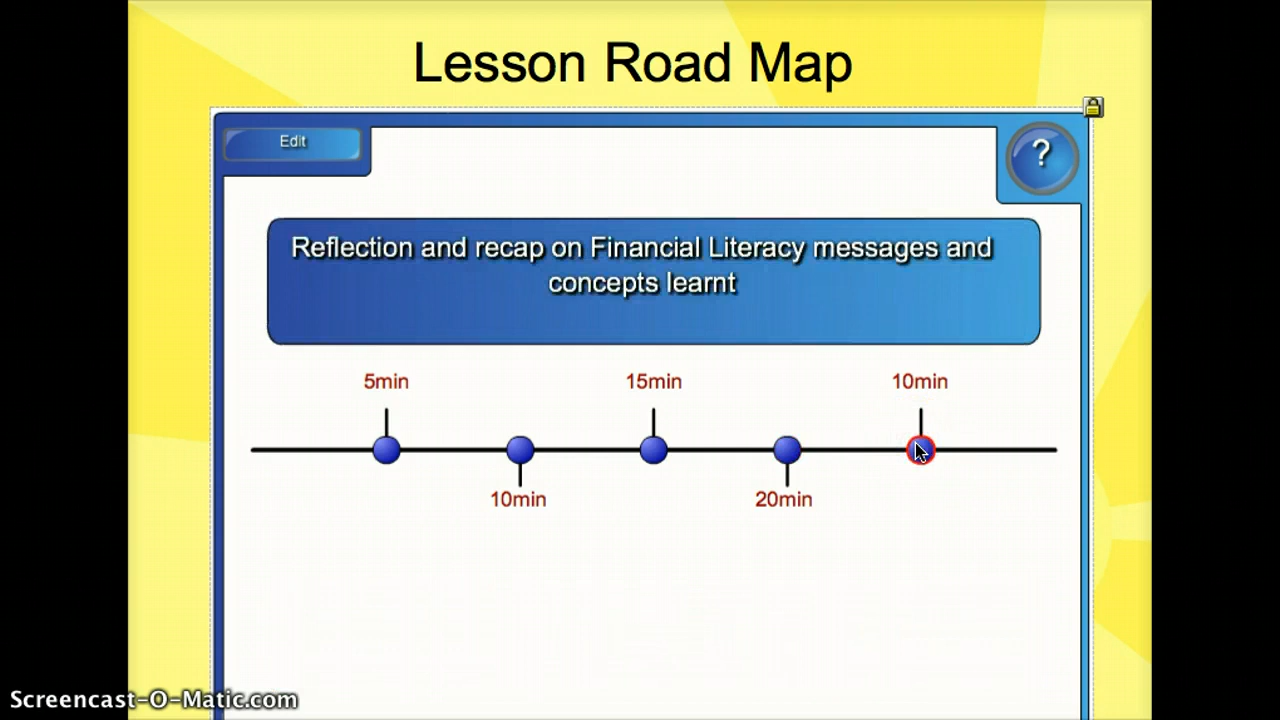 Lesson Road Map
Edit
?
Reflection and recap on Financial Literacy messages and
concepts learnt
5min
15min
10min
10min
20min
Screencast-O-Matic.com